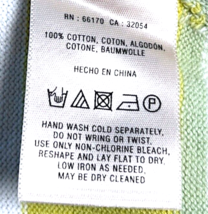 RN : 66170 CA : 32054
100% COTTON, COTON, ALGODON,
COTONE, BAUMWOLLE
HECHO EN CHINA
HAND WASH COLD SEPARATELY.
DO NOT WRING OR TWIST.
USE ONLY NON-CHLORINE BLEACH.
RESHAPE AND LAY FLAT TO DRY.
LOW IRON AS NEEDED.
MAY BE DRY CLEANED